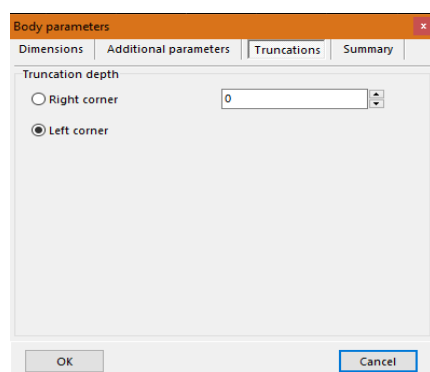 Body parameters x
Dimensions Additional parameters Truncations Summary
Truncation depth
Right corner 0
Left corner
OK Cancel